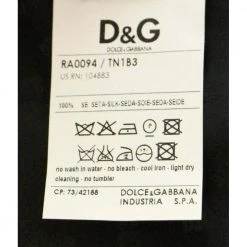 D&G
DOLCE & GABBANA
RA0094 / TN1B3
US RN: 104883
100% SE SETA-SILK-SEDA-SOIE-SEDA-SEIDE
no wash in water - no bleach - cool iron - light dry
cleaning - no tumbler
CP: 73/42188 DOLCE&GABBANA
INDUSTRIA S.P.A.